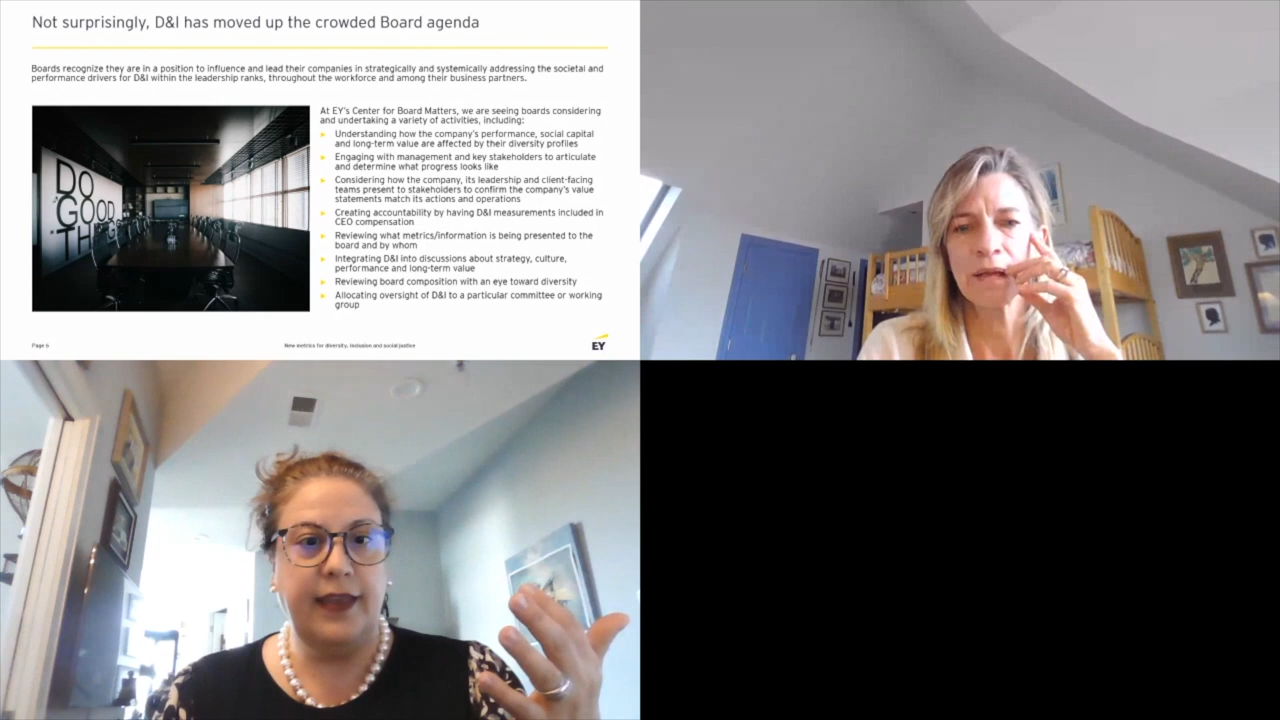 Not surprisingly, D&I has moved up the crowded Board agenda
Boards recognize they are in a position to influence and lead their companies in strategically and systemically addressing the societal and
performance drivers for D&I within the leadership ranks, throughout the workforce and among their business partners.
DO
GOOD
TH
At EY's Center for Board Matters, we are seeing boards considering
and undertaking a variety of activities, including:
► Understanding how the company's performance, social capital
and long-term value are affected by their diversity profiles
► Engaging with management and key stakeholders to articulate
and determine what progress looks like
► Considering how the company, its leadership and client-facing
teams present to stakeholders to confirm the company's value
statements match its actions and operations
► Creating accountability by having D&I measurements included in
CEO compensation
► Reviewing what metrics/information is being presented to the
board and by whom
► Integrating D&I into discussions about strategy, culture,
performance and long-term value
► Reviewing board composition with an eye toward diversity
► Allocating oversight of D&I to a particular committee or working
group
Page 6
New metrics for diversity, inclusion and social justice
EY